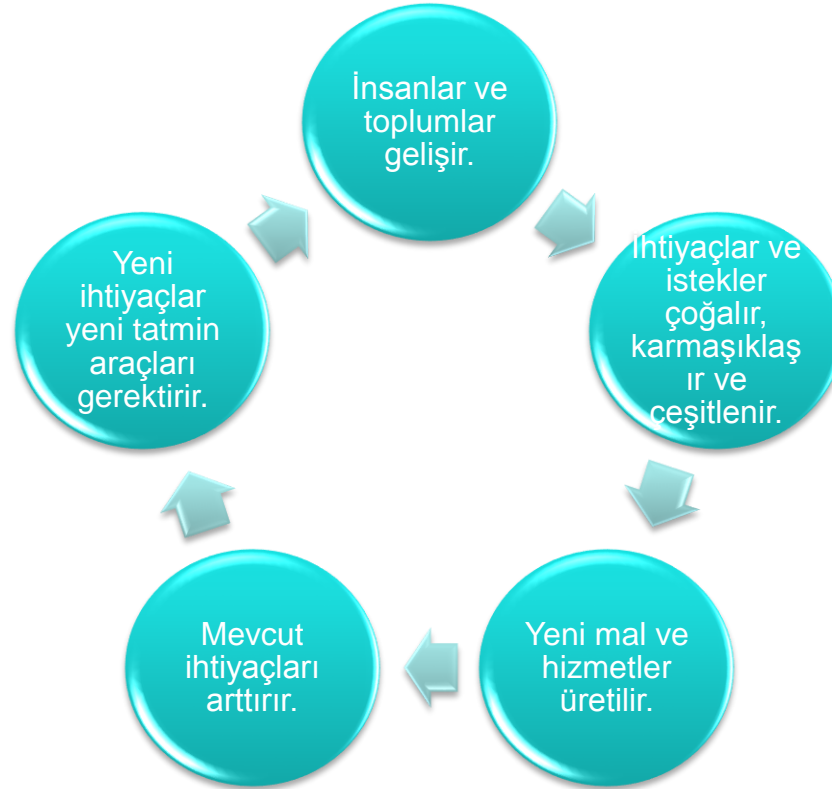 İnsanlar ve
toplumlar
gelişir.
İhtiyaçlar ve
istekler
çoğalır,
karmaşıklaş
ır ve
çeşitlenir.
Yeni mal ve
hizmetler
üretilir.
Mevcut
ihtiyaçları
arttırır.
Yeni
ihtiyaçlar
yeni tatmin
araçları
gerektirir.